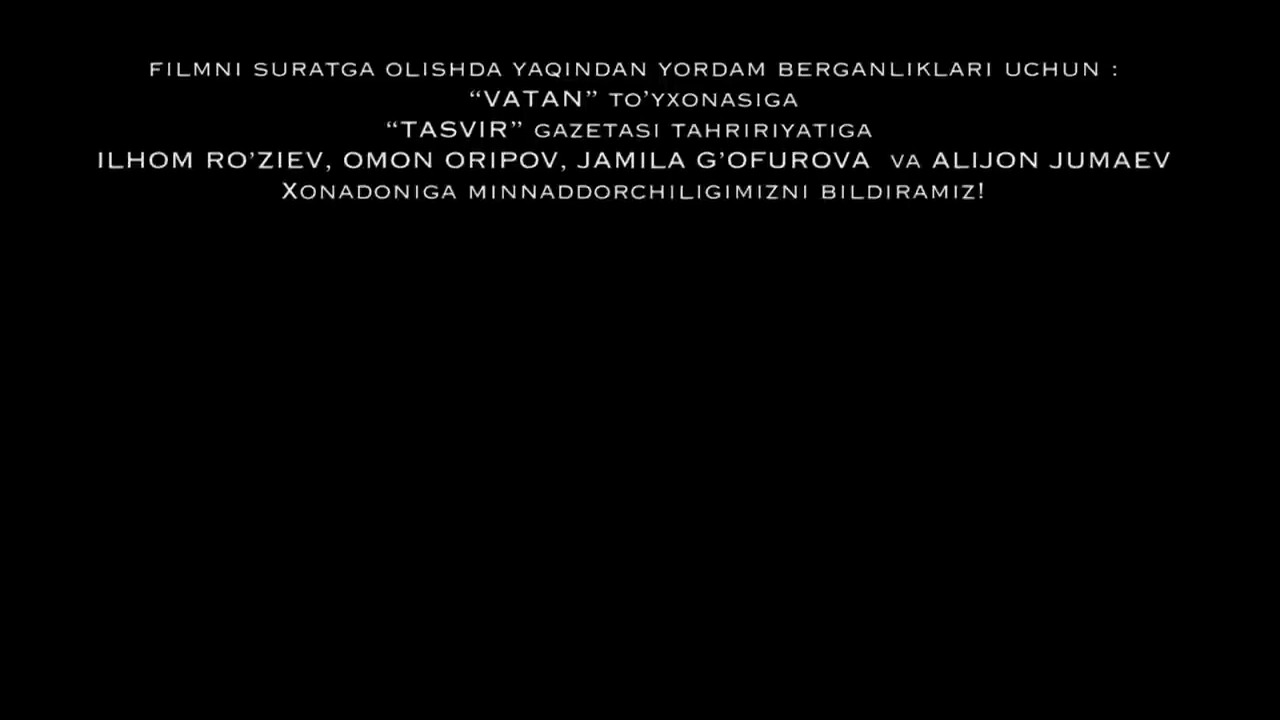 FILMNI SURATGA OLISHDA YAQINDAN YORDAM BERGANLIKLARI UCHUN :
“VATAN” TO’YXONASIGA
“TASVIR” GAZETASI TAHRIRIYATIGA
ILHOM RO’ZIEV, OMON ORIPOV, JAMILA G’OFUROVA VA ALIJON JUMAEV
XONADONIGA MINNADDORCHILIGIMIZNI BILDIRAMIZ!